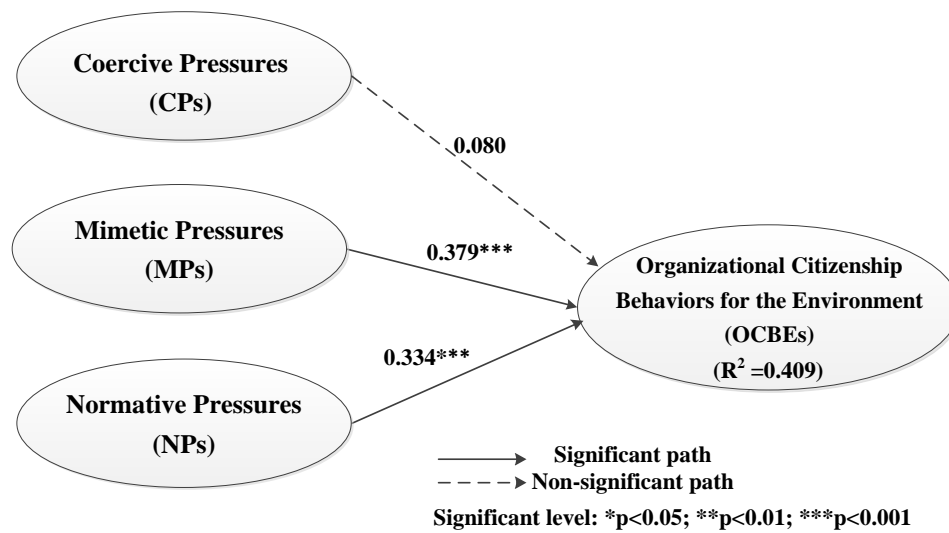 Coercive Pressures
(CPs)
0.080
Mimetic Pressures
(MPs)
0.379***
Organizational Citizenship
Behaviors for the Environment
(OCBEs)
(R² =0.409)
0.334***
Normative Pressures
(NPs)
Significant path
Non-significant path
Significant level: *p<0.05; **p<0.01; ***p<0.001